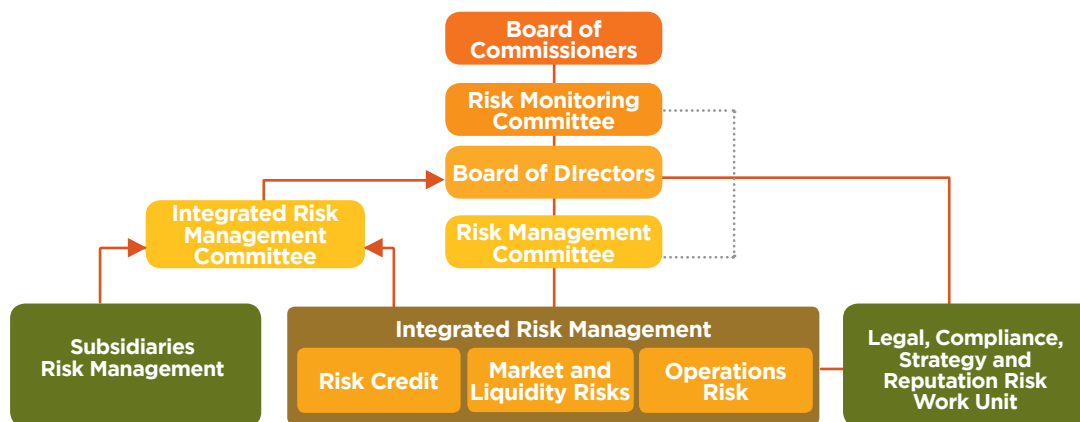 Board of
Commissioners
Risk Monitoring
Committee
Board of DIrectors
Integrated Risk
Management
Committee
Risk Management
Committee
Subsidiaries
Risk Management
Integrated Risk Management
Risk Credit
Market and
Liquidity Risks
Operations
Risk
Legal, Compliance,
Strategy and
Reputation Risk
Work Unit